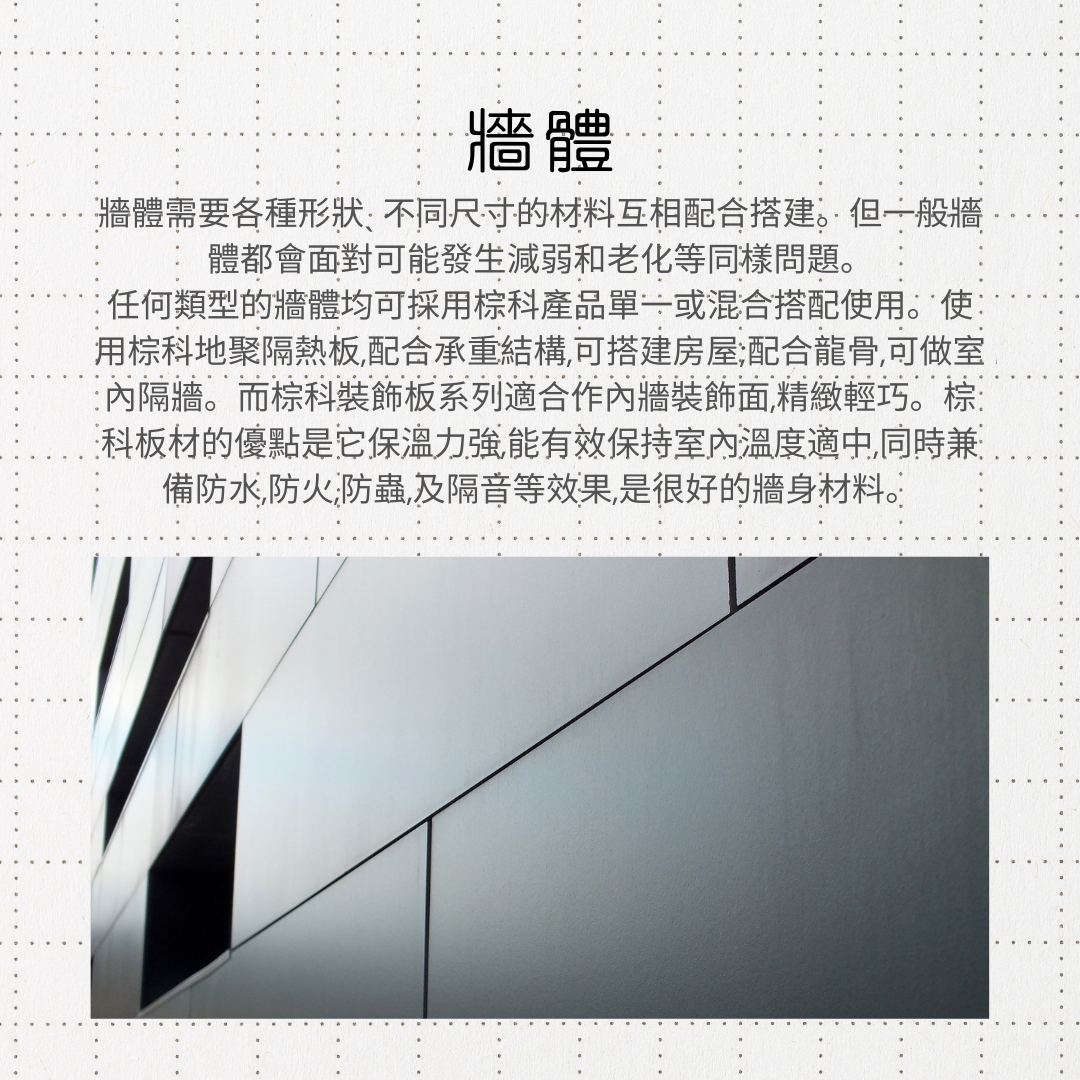 牆體
牆體需要各種形狀、不同尺寸的材料互相配合搭建。但一般牆
體都會面對可能發生減弱和老化等同樣問題。
任何類型的牆體均可採用棕科產品單一或混合搭配使用。使
用棕科地聚隔熱板,配合承重結構,可搭建房屋;配合龍骨,可做室
內隔牆。而棕科裝飾板系列適合作內牆裝飾面,精緻輕巧。棕
科板材的優點是它保溫力強,能有效保持室內溫度適中,同時兼
備防水,防火,防蟲,及隔音等效果,是很好的牆身材料。